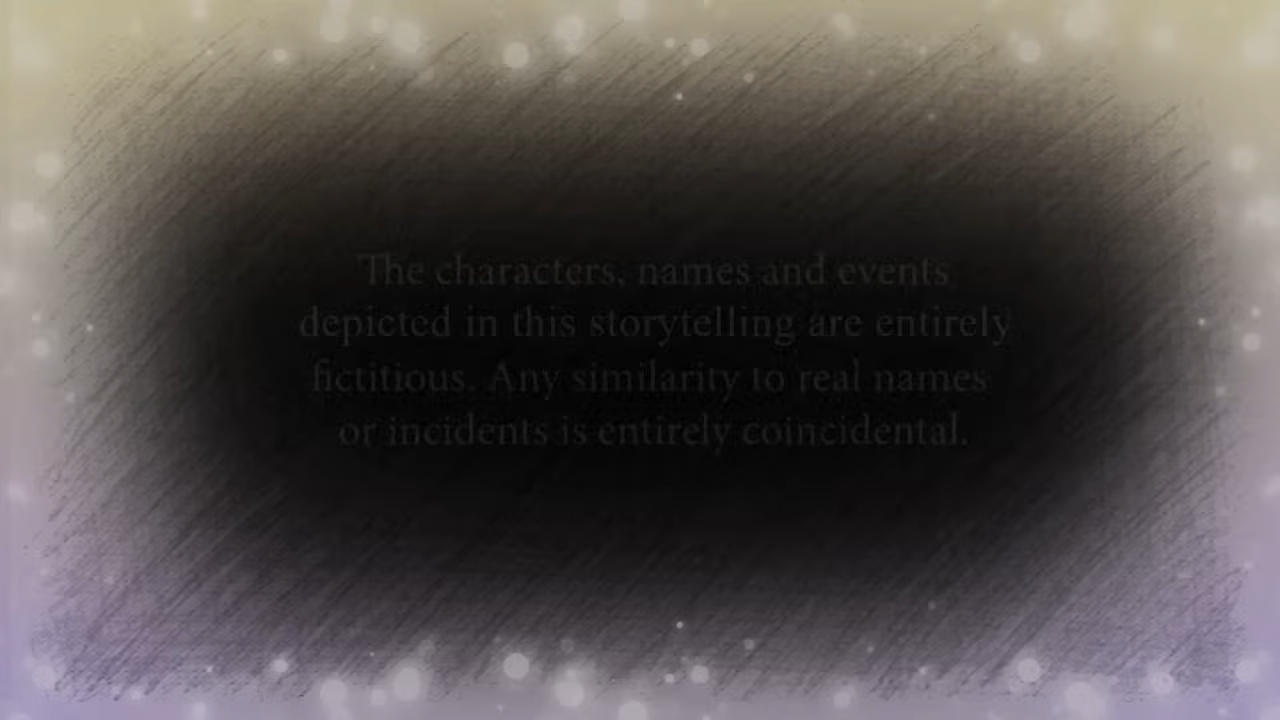 The characters, names and events
depicted in this storytelling are entirely
fictitious. Any similarity to real names
or incidents is entirely coincidental.